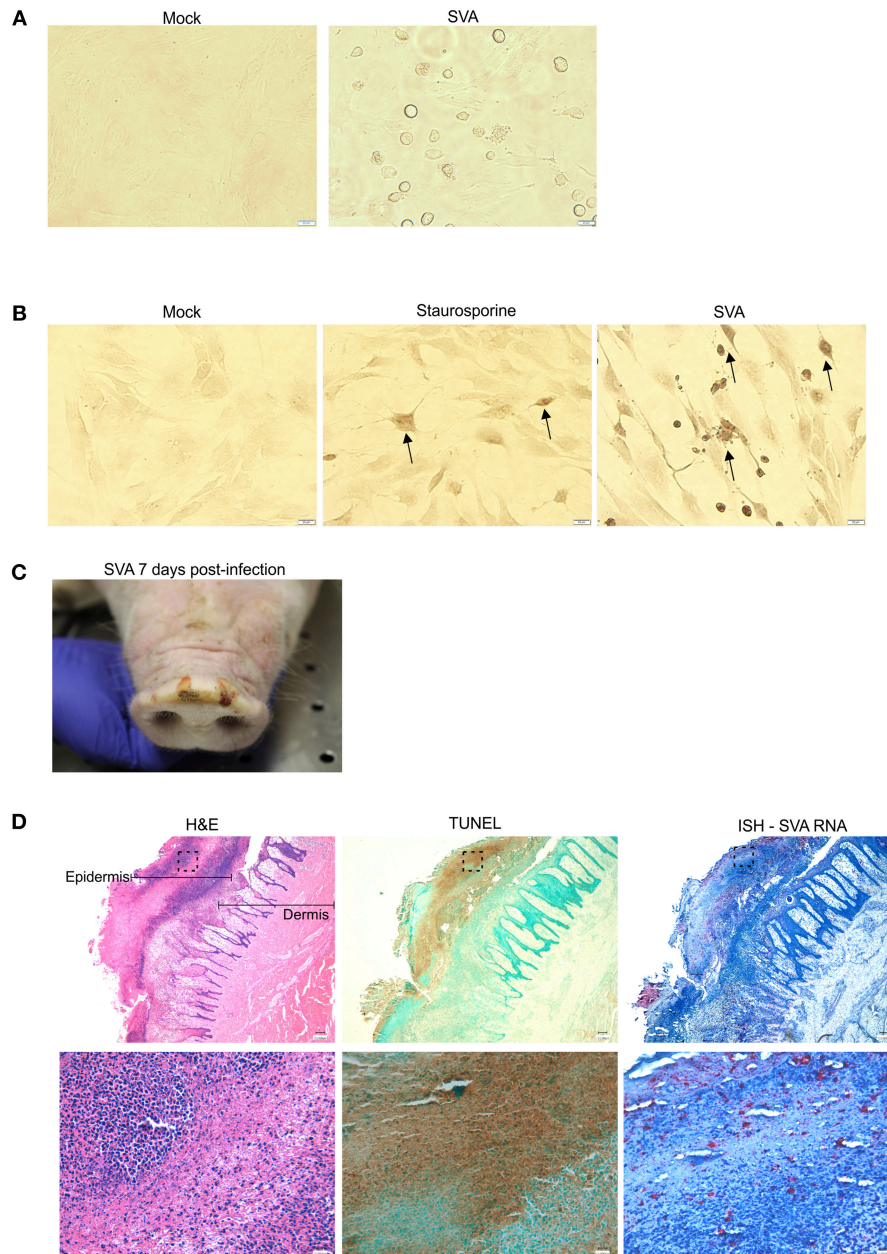 A
Mock
SVA
B
Mock
Staurosporine
SVA
C
SVA 7 days post-infection
D
H&E
TUNEL
ISH - SVA RNA
Epidermis
Dermis